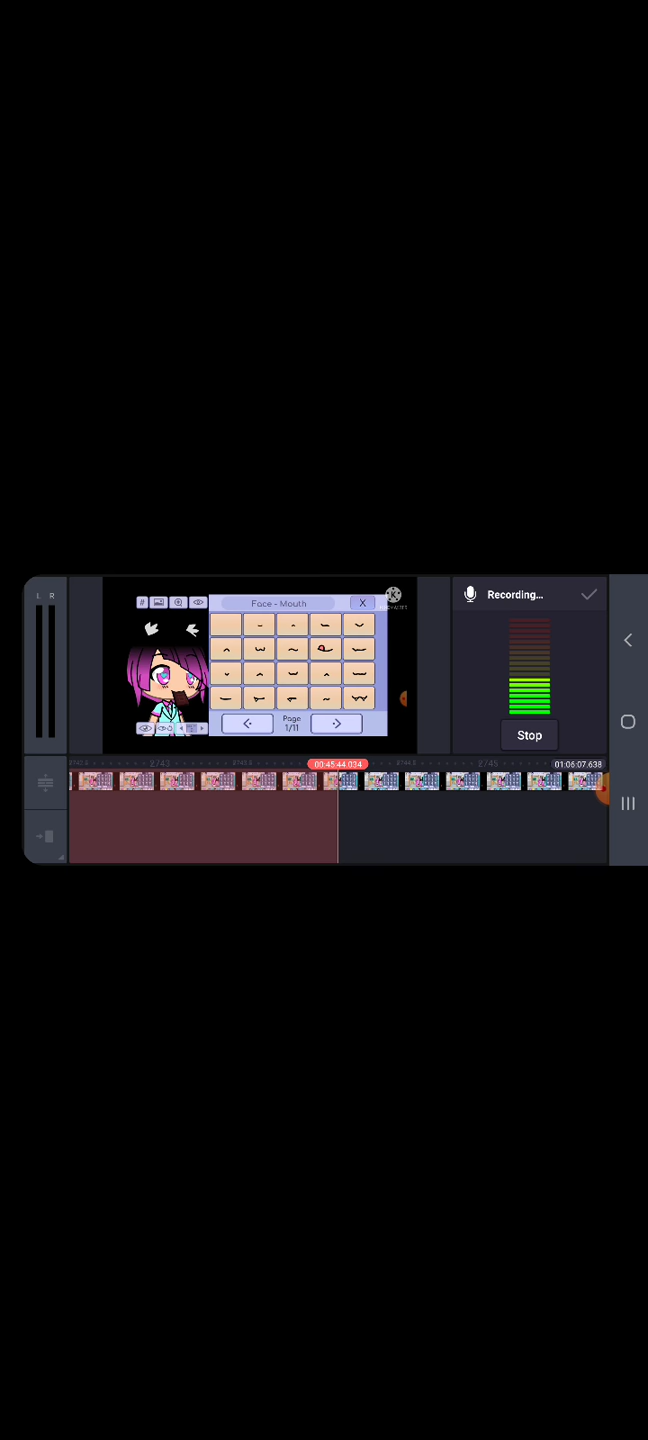 L R
#
Face - Mouth
X
K
Recording...
Page
1/11
Stop
2743
00:45:44.034
2745
01:06:07.638